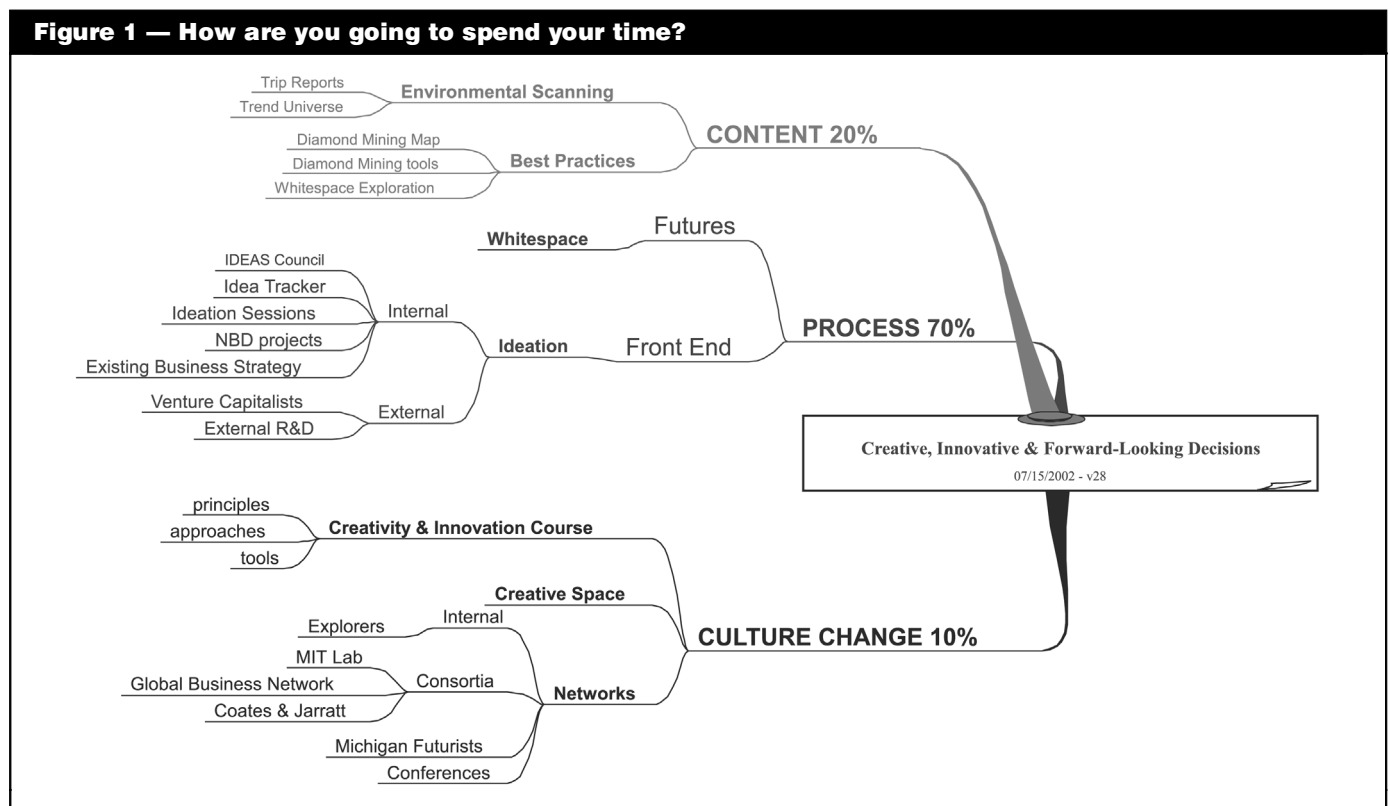 Figure 1 — How are you going to spend your time?
Trip Reports
Trend Universe
Environmental Scanning
Diamond Mining Map
Diamond Mining tools
Whitespace Exploration
Best Practices
CONTENT 20%
Whitespace
Futures
IDEAS Council
Idea Tracker
Ideation Sessions
NBD projects
Existing Business Strategy
Internal
Venture Capitalists
External R&D
External
Ideation
Front End
PROCESS 70%
Creative, Innovative & Forward-Looking Decisions
07/15/2002 - v28
principles
approaches
tools
Creativity & Innovation Course
Creative Space
Explorers
Internal
MIT Lab
Global Business Network
Coates & Jarratt
Consortia
Michigan Futurists
Conferences
Networks
CULTURE CHANGE 10%